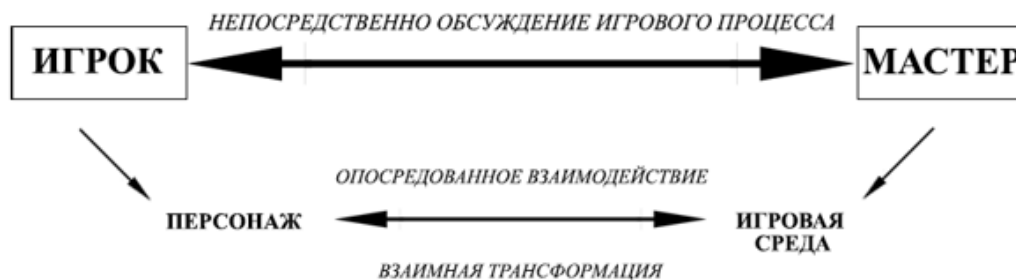 НЕПОСРЕДСТВЕННО ОБСУЖДЕНИЕ ИГРОВОГО ПРОЦЕССА
ИГРОК
МАСТЕР
ОПОСРЕДОВАННОЕ ВЗАИМОДЕЙСТВИЕ
ПЕРСОНАЖ
ИГРОВАЯ
СРЕДА
ВЗАИМНАЯ ТРАНСФОРМАЦИЯ